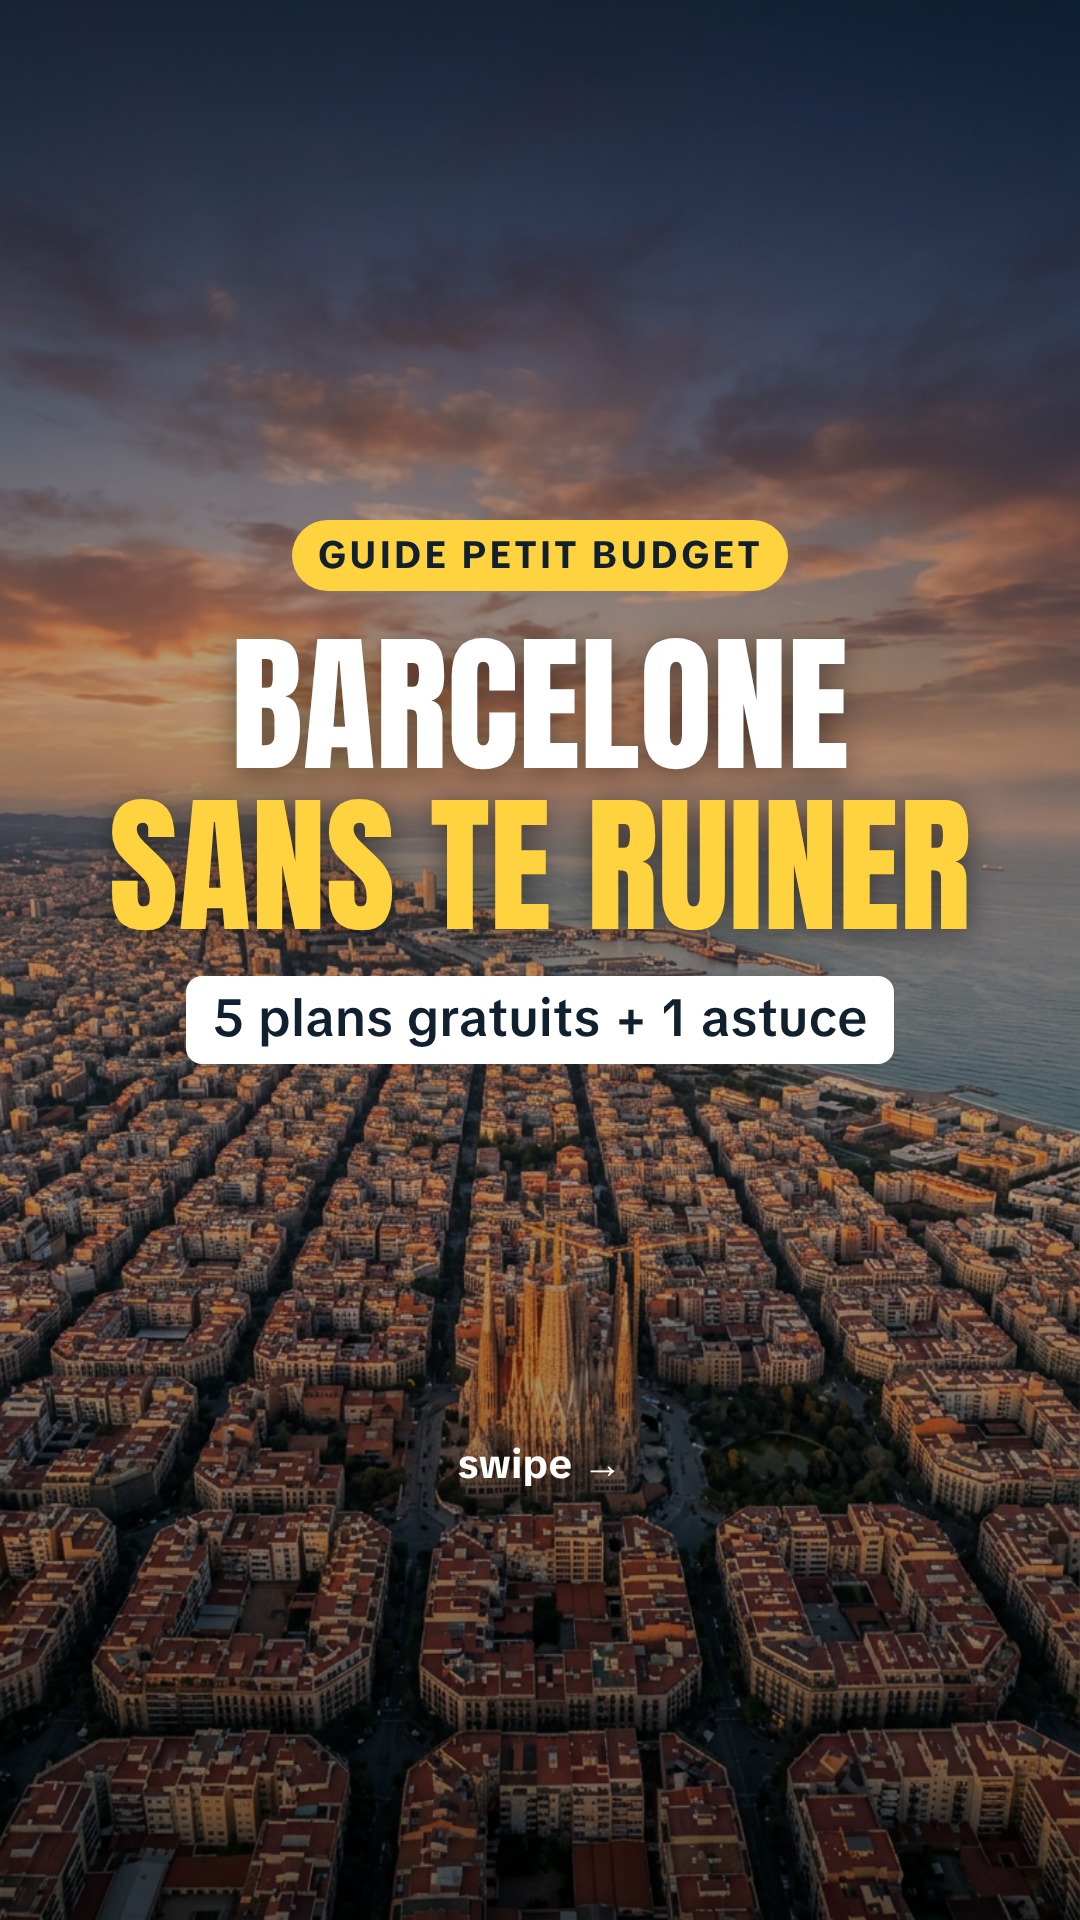 GUIDE PETIT BUDGET
BARCELONE
SANS TE RUINER
5 plans gratuits + 1 astuce
swipe →